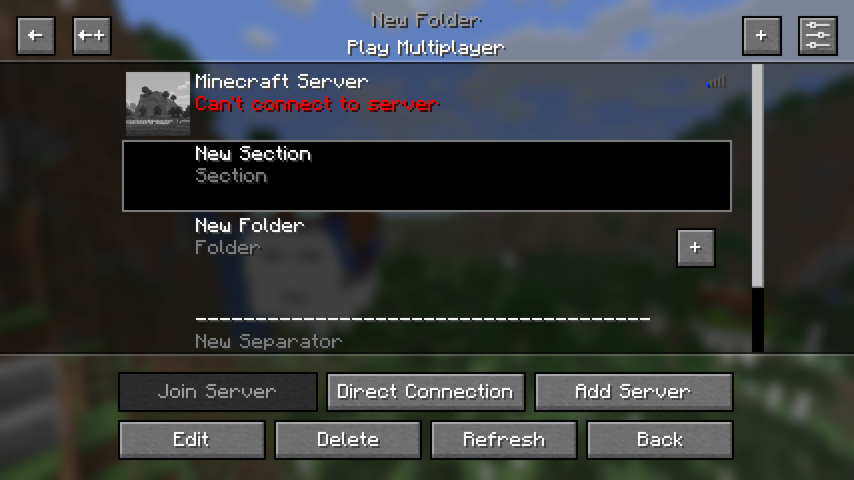 New Folder
Play Multiplayer
Minecraft Server
Can't connect to server
New Section
Section
New Folder
Folder
+
----------------------------------------
New Separator
Join Server
Direct Connection
Add Server
Edit
Delete
Refresh
Back